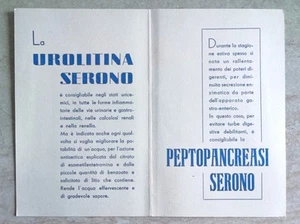 La
UROLITINA
SERONO
è consigliabile negli stati urice-
mici, in tutte le forme infiamma-
torie delle vie urinarie e gastro-
intestinali, nelle calcolosi renali
e nella renella.
Ma è indicata anche ogni qual
volta si voglia migliorare la po-
tabilità di un'acqua, per l'azione
antisettica esplicata dal citrato
di esametilentetramina e dalle
piccole quantità di benzoato e
salicilato di litio che contiene.
Rende l'acqua effervescente e
di gradevole sapore.
Durante la stagio-
ne estiva spesso si
nota un rallenta-
mento dei poteri di-
gerenti, per dimi-
nuita secrezione en-
zimatica da parte
dell'apparato ga-
stro-enterico.
In questo caso, per
evitare turbe dige-
stive debilitanti, è
consigliabile la
PEPTOPANCREASI
SERONO